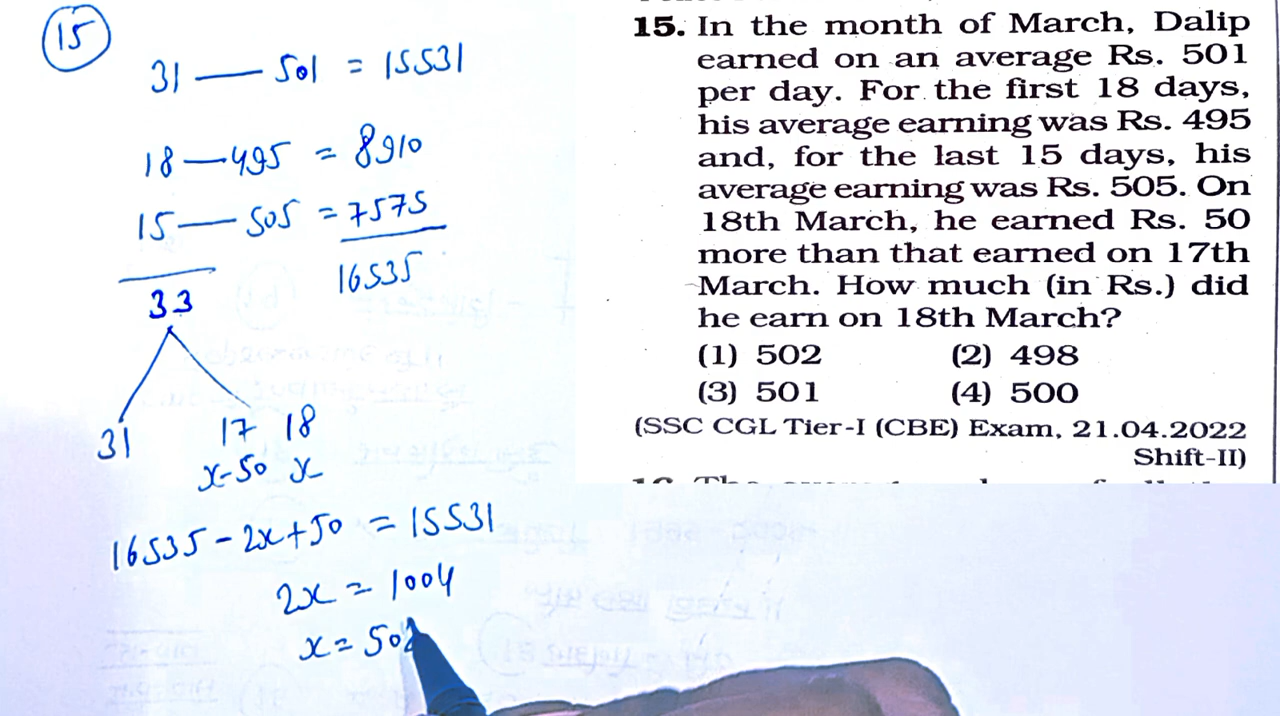 15
31 — 501 = 15531
18 — 495 = 8910
15 — 505 = 7575
33
16535
31
17 18
x-50 x
16535 - 2x + 50 = 15531
2x = 1004
15. In the month of March, Dalip
earned on an average Rs. 501
per day. For the first 18 days,
his average earning was Rs. 495
and, for the last 15 days, his
average earning was Rs. 505. On
18th March, he earned Rs. 50
more than that earned on 17th
March. How much (in Rs.) did
he earn on 18th March?
(1) 502 (2) 498
(3) 501 (4) 500
(SSC CGL Tier-I (CBE) Exam, 21.04.2022
Shift-II)